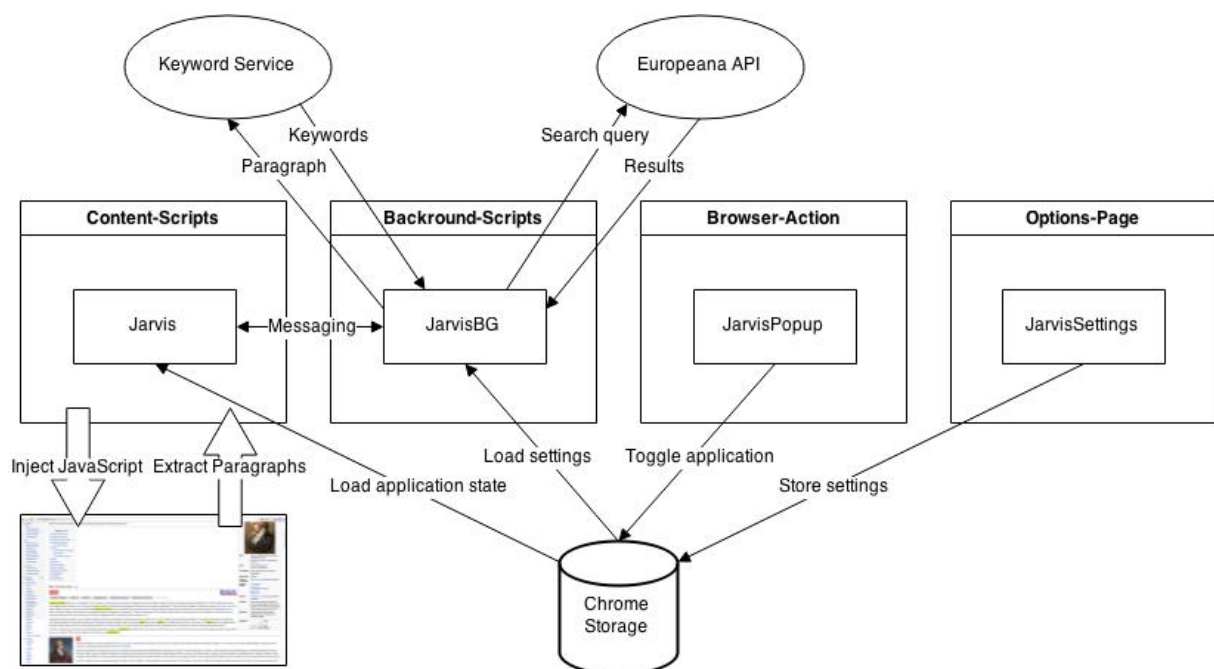 Keyword Service
Europeana API
Keywords
Search query
Paragraph
Results
Content-Scripts
Backround-Scripts
Browser-Action
Options-Page
Jarvis
Messaging
JarvisBG
JarvisPopup
JarvisSettings
Inject JavaScript
Extract Paragraphs
Load settings
Toggle application
Load application state
Store settings
Chrome
Storage